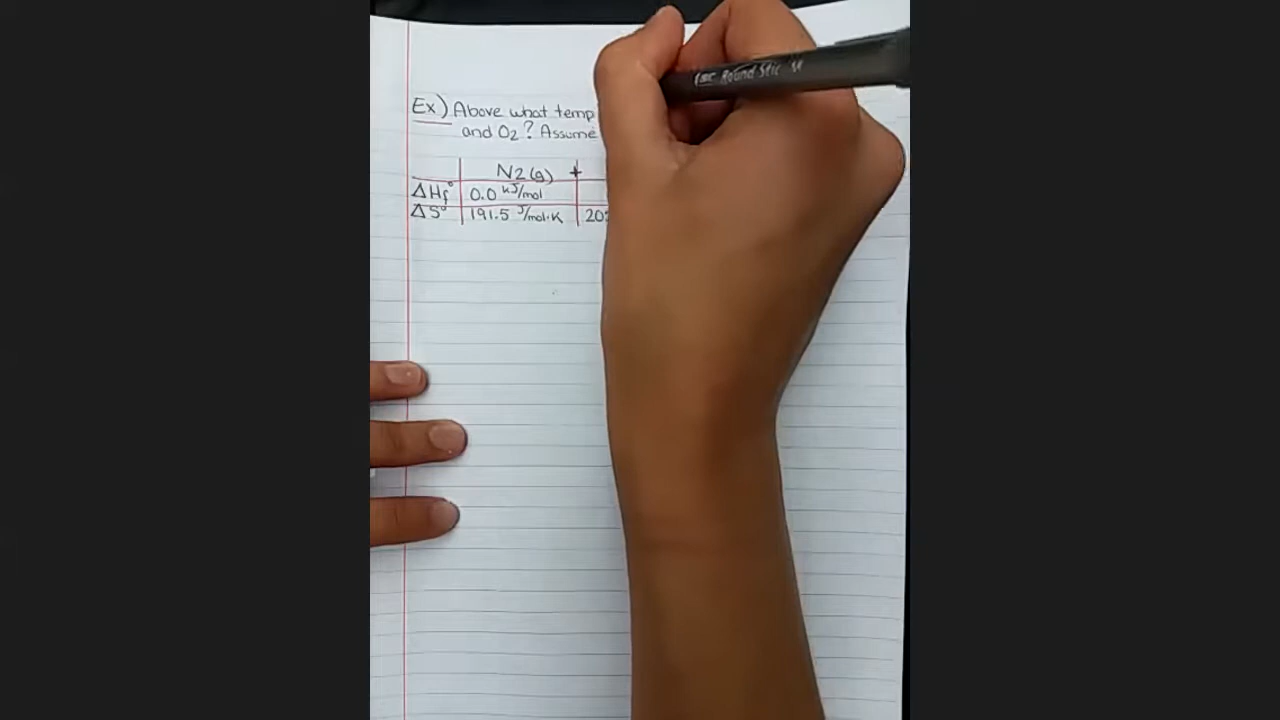 BIC Round Stic M
Ex) Above what temp
and O₂? Assume
N2(g) +
ΔHf° 0.0 kJ/mol
ΔS° 191.5 J/mol·K 202